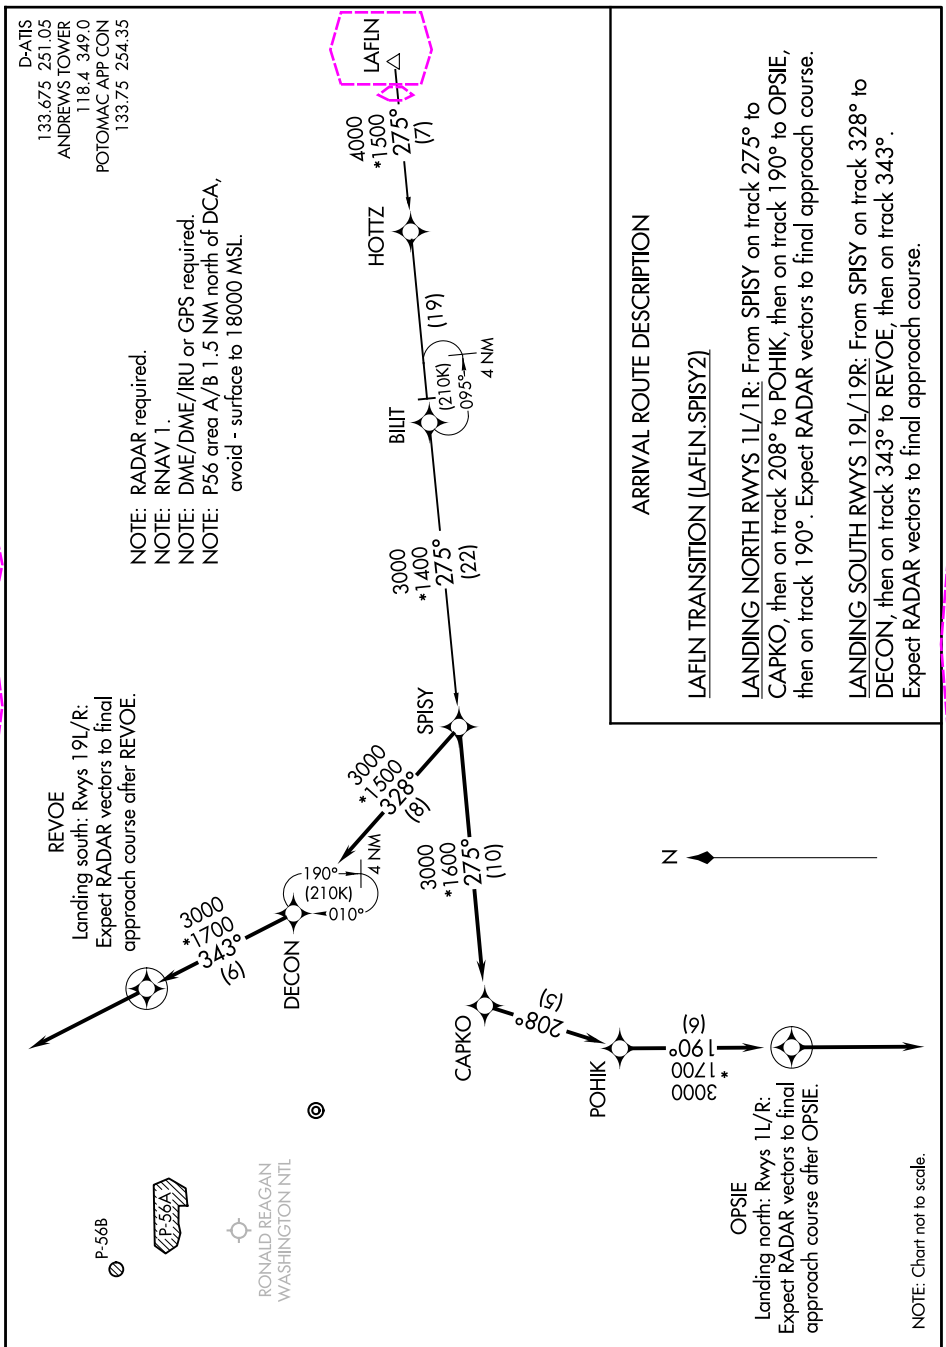 D-ATIS
133.675 251.05
ANDREWS TOWER
118.4 349.0
POTOMAC APP CON
133.75 254.35
NOTE: RADAR required.
NOTE: RNAV 1.
NOTE: DME/DME/IRU or GPS required.
NOTE: P56 area A/B 1.5 NM north of DCA,
avoid - surface to 18000 MSL.
LAFLN
4000
*1500
275°
(7)
HOTTZ
(19)
BILIT
(210K)
095°
4 NM
3000
*1400
275°
(22)
SPISY
3000
*1500
328°
(8)
3000
*1600
275°
(10)
190°
(210K)
010°
4 NM
DECON
3000
*1700
343°
(9)
REVOE
Landing south: Rwys 19L/R:
Expect RADAR vectors to final
approach course after REVOE.
CAPKO
208°
(5)
POHIK
3000
*1700
190°
(6)
OPSIE
Landing north: Rwys 1L/R:
Expect RADAR vectors to final
approach course after OPSIE.
P-56B
P-56A
RONALD REAGAN
WASHINGTON NTL
N
ARRIVAL ROUTE DESCRIPTION
LAFLN TRANSITION (LAFLN.SPISY2)
LANDING NORTH RWYS 1L/1R: From SPISY on track 275° to
CAPKO, then on track 208° to POHIK, then on track 190° to OPSIE,
then on track 190°. Expect RADAR vectors to final approach course.
LANDING SOUTH RWYS 19L/19R: From SPISY on track 328° to
DECON, then on track 343° to REVOE, then on track 343°.
Expect RADAR vectors to final approach course.
NOTE: Chart not to scale.